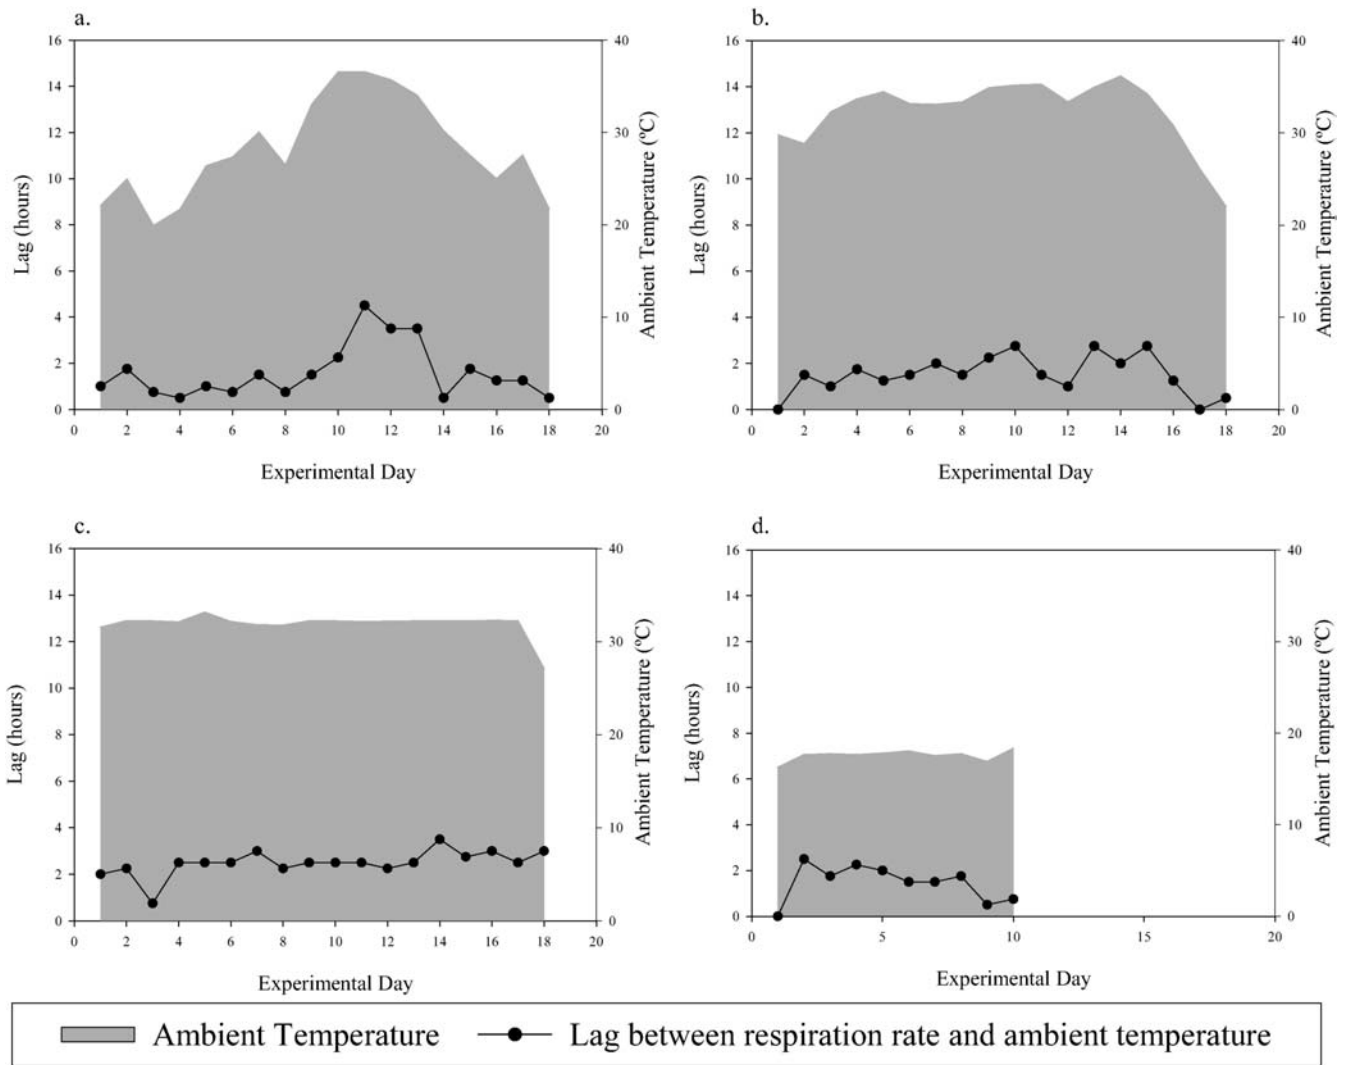 a.
16
14
12
10
8
6
4
2
0
Lag (hours)
40
30
20
10
0
Ambient Temperature (ºC)
0 2 4 6 8 10 12 14 16 18 20
Experimental Day
b.
16
14
12
10
8
6
4
2
0
Lag (hours)
40
30
20
10
0
Ambient Temperature (ºC)
0 2 4 6 8 10 12 14 16 18 20
Experimental Day
c.
16
14
12
10
8
6
4
2
0
Lag (hours)
40
30
20
10
0
Ambient Temperature (ºC)
0 2 4 6 8 10 12 14 16 18 20
Experimental Day
d.
16
14
12
10
8
6
4
2
0
Lag (hours)
40
30
20
10
0
Ambient Temperature (ºC)
0 5 10 15 20
Experimental Day
Ambient Temperature
Lag between respiration rate and ambient temperature